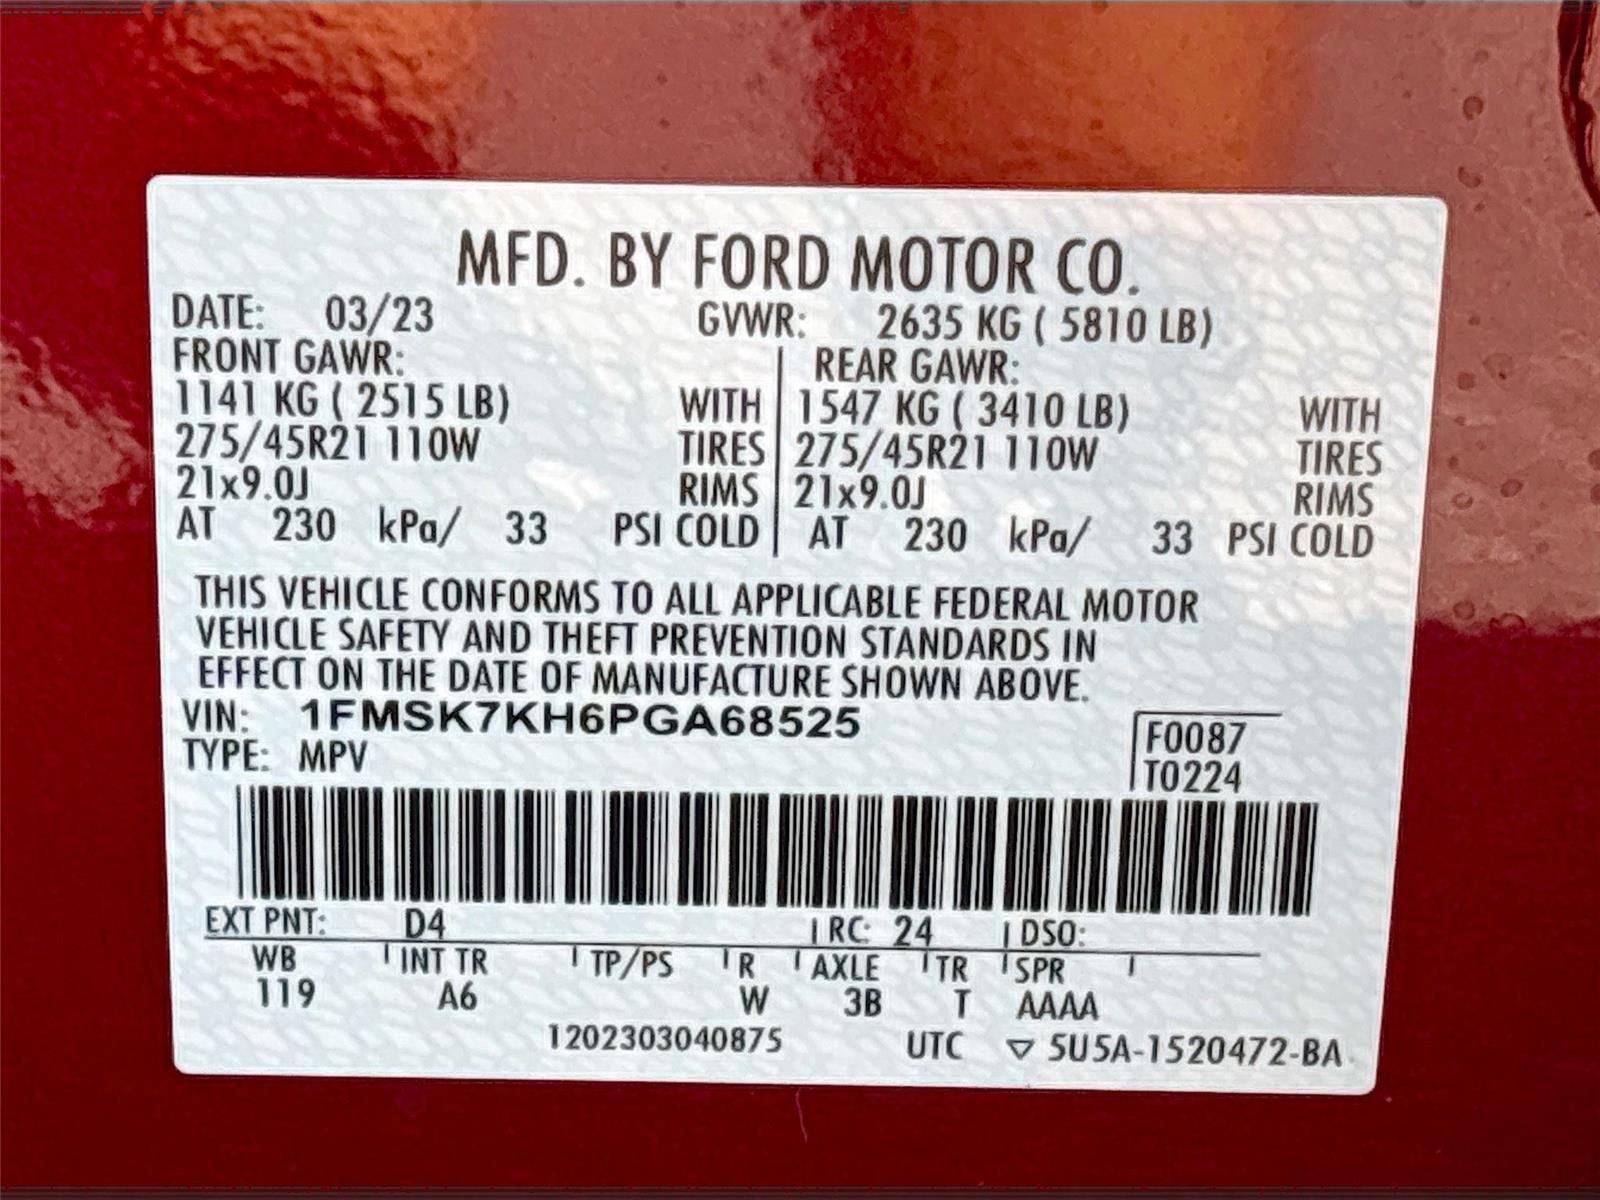 MFD. BY FORD MOTOR CO.
DATE: 03/23 GVWR: 2635 KG ( 5810 LB)
FRONT GAWR: REAR GAWR:
1141 KG ( 2515 LB) WITH 1547 KG ( 3410 LB) WITH
275/45R21 110W TIRES 275/45R21 110W TIRES
21x9.0J RIMS 21x9.0J RIMS
AT 230 kPa/ 33 PSI COLD AT 230 kPa/ 33 PSI COLD
THIS VEHICLE CONFORMS TO ALL APPLICABLE FEDERAL MOTOR
VEHICLE SAFETY AND THEFT PREVENTION STANDARDS IN
EFFECT ON THE DATE OF MANUFACTURE SHOWN ABOVE.
VIN: 1FMSK7KH6PGA68525
F0087
TYPE: MPV
T0224
EXT PNT: D4 RC: 24 DSO:
WB INT TR TP/PS R AXLE TR SPR
119 A6 W 3B T AAAA
1202303040875 UTC ▽ 5U5A-1520472-BA